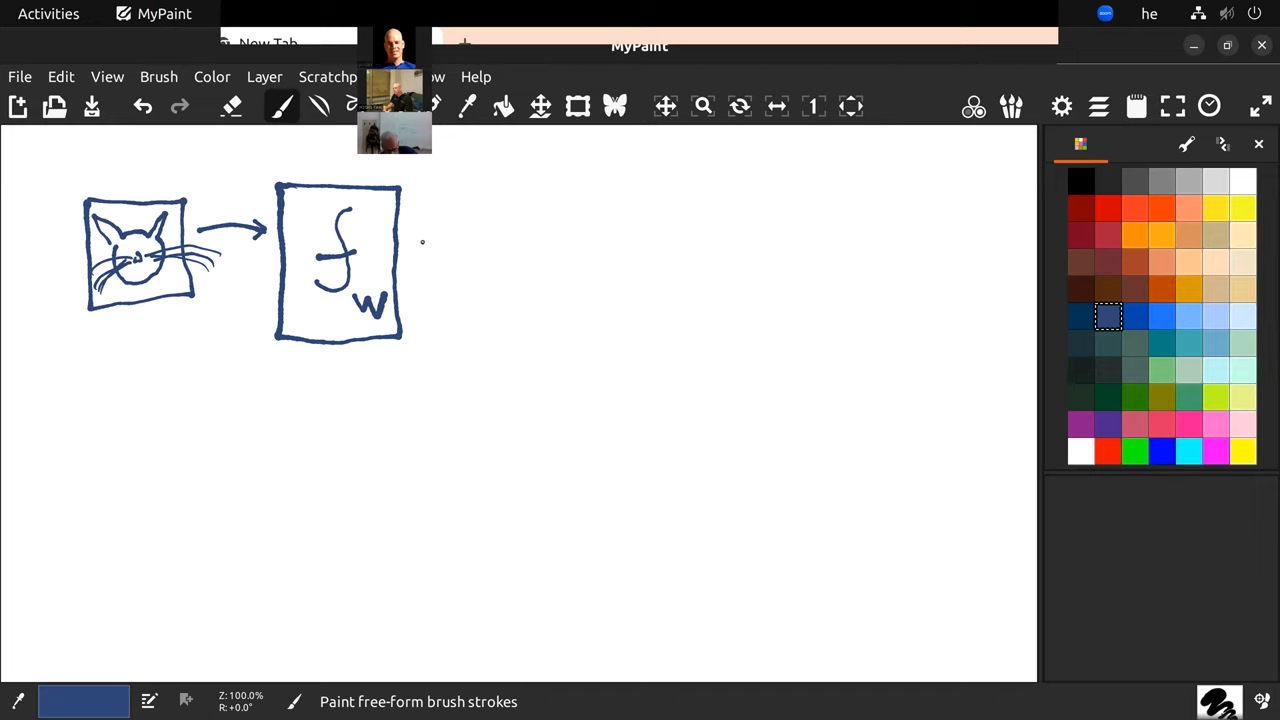 Activities MyPaint he
New Tab
MyPaint
File Edit View Brush Color Layer Help
1
f
w
Z: 100.0%
R: +0.0° Paint free-form brush strokes